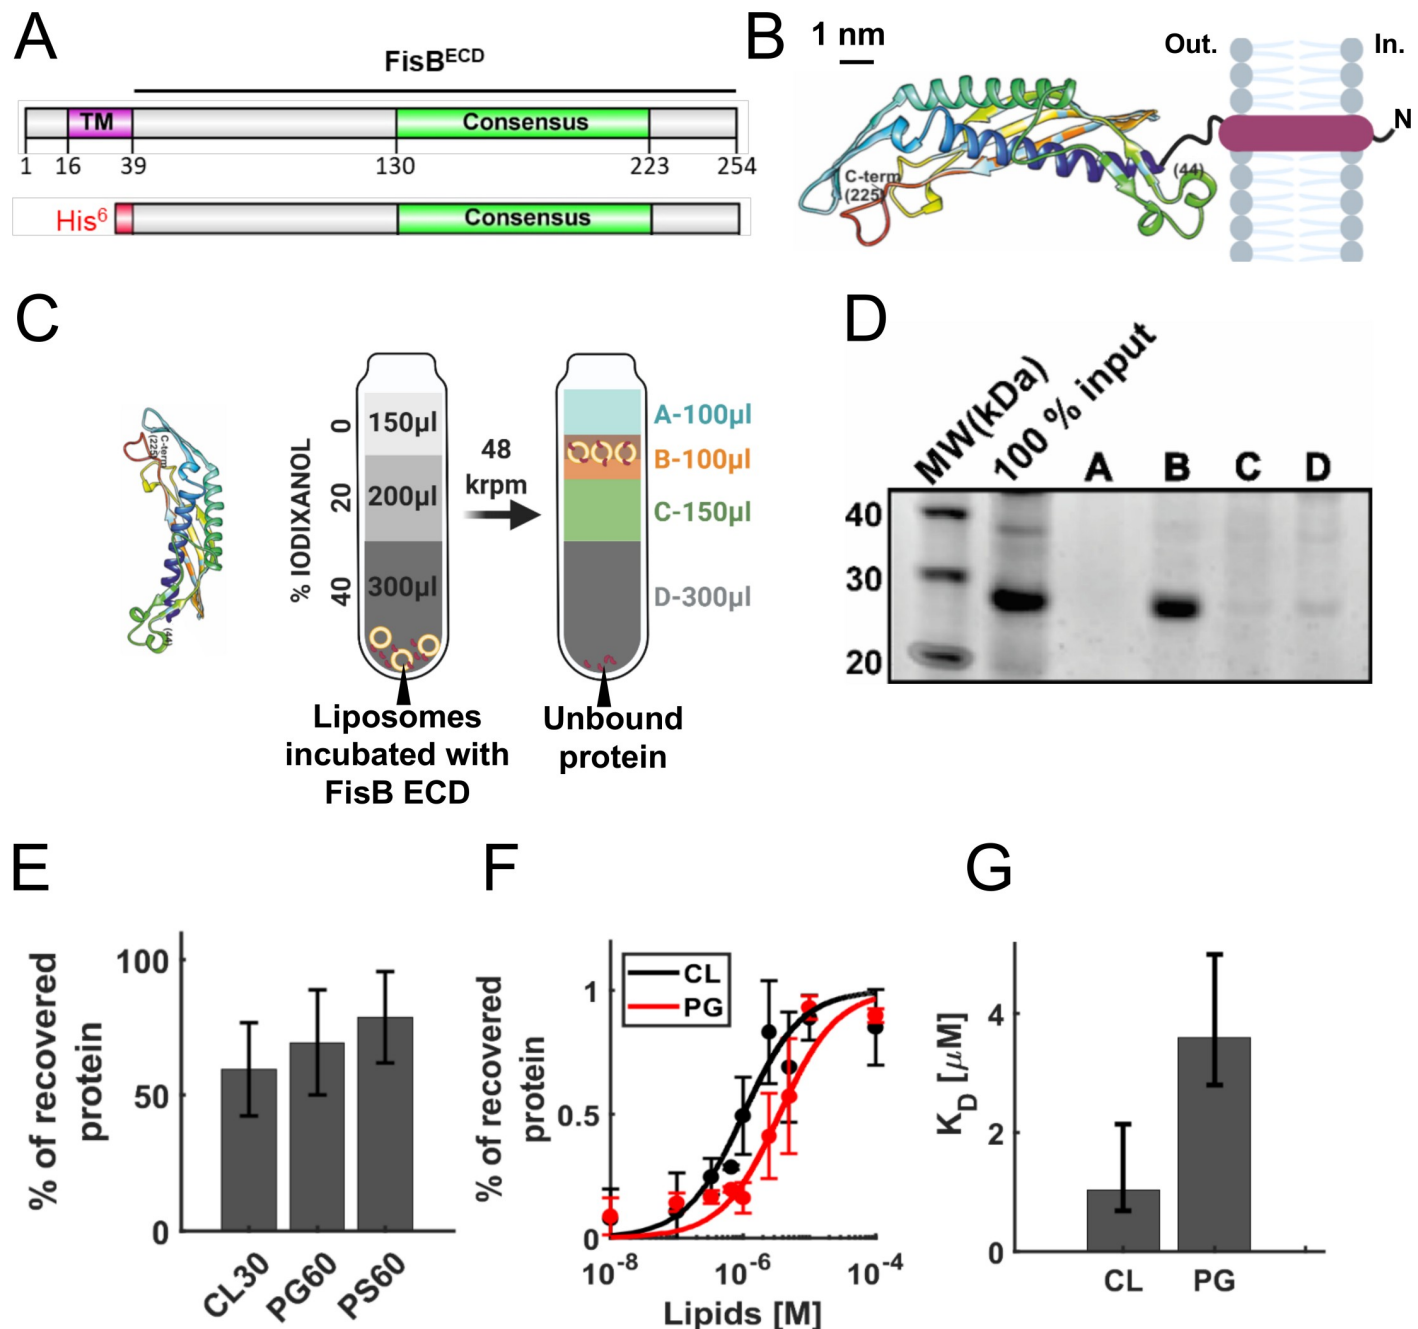 A
FisB^ECD
TM
Consensus
1 16 39 130 223 254
His^6
Consensus
B
1 nm
Out.
In.
N
C-term
(225)
(44)
C
C-term
(225)
(44)
% IODIXANOL
0
20
40
150µl
200µl
300µl
48
krpm
A-100µl
B-100µl
C-150µl
D-300µl
Liposomes
incubated with
FisB ECD
Unbound
protein
D
MW(kDa)
100 % input
A B C D
40
30
20
E
% of recovered
protein
100
50
0
CL30
PG60
PS60
F
% of recovered
protein
1
0.5
0
CL
PG
10^-8 10^-6 10^-4
Lipids [M]
G
K_D [µM]
4
2
0
CL PG